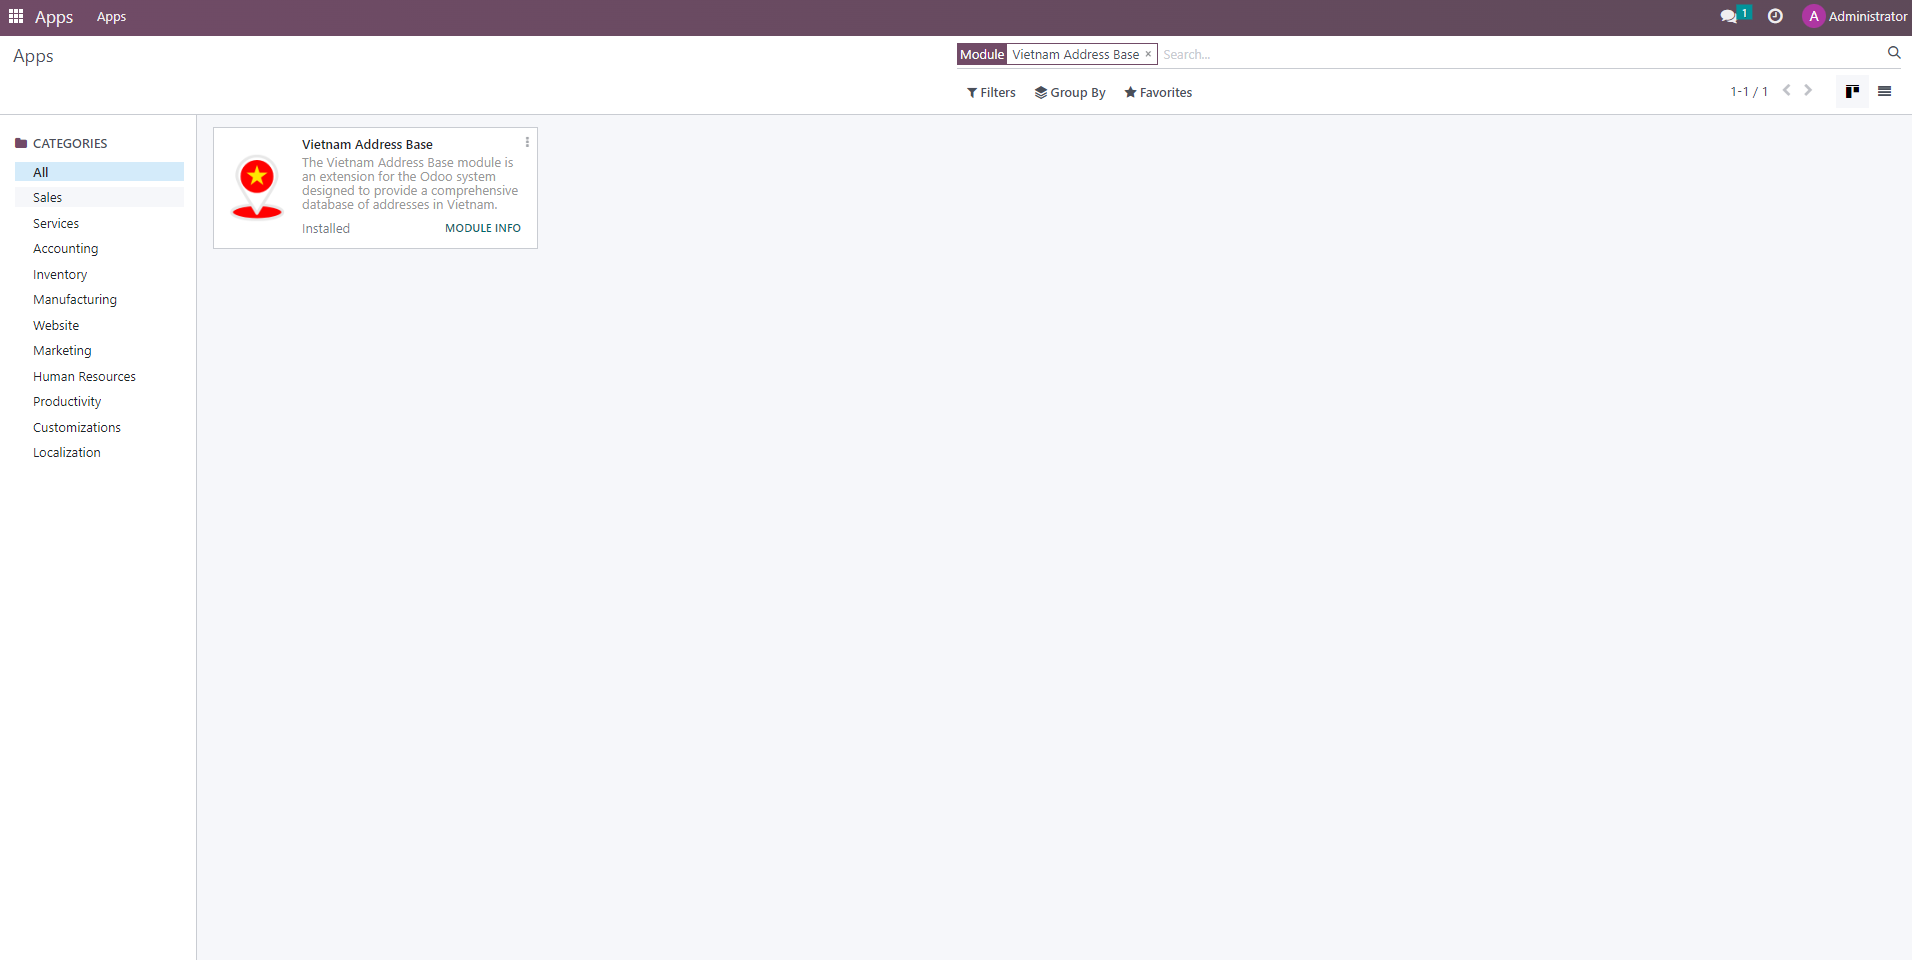 Apps Apps 1 A Administrator
Apps Module Vietnam Address Base × Search...
Filters Group By Favorites 1-1 / 1
CATEGORIES
All
Sales
Services
Accounting
Inventory
Manufacturing
Website
Marketing
Human Resources
Productivity
Customizations
Localization
Vietnam Address Base
The Vietnam Address Base module is
an extension for the Odoo system
designed to provide a comprehensive
database of addresses in Vietnam.
Installed MODULE INFO